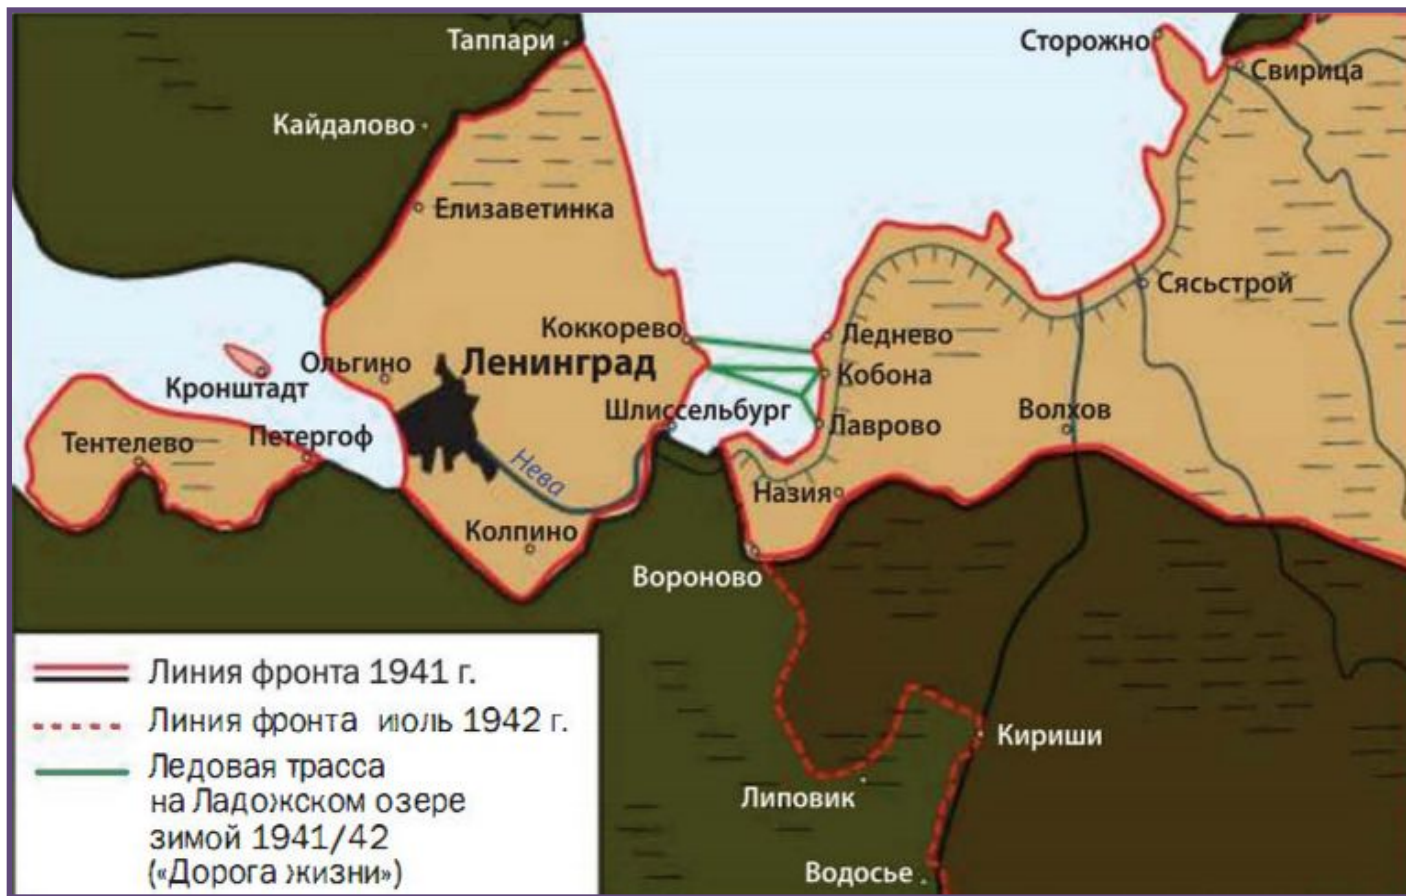 Таппари
Сторожно
Свирица
Кайдалово
Елизаветинка
Сясьстрой
Коккорево
Леднево
Ольгино
Ленинград
Кобона
Кронштадт
Шлиссельбург
Лаврово
Волхов
Тентелево
Петергоф
Нева
Назия
Колпино
Вороново
Кириши
Липовик
Водосье
Линия фронта 1941 г.
Линия фронта июль 1942 г.
Ледовая трасса
на Ладожском озере
зимой 1941/42
(«Дорога жизни»)